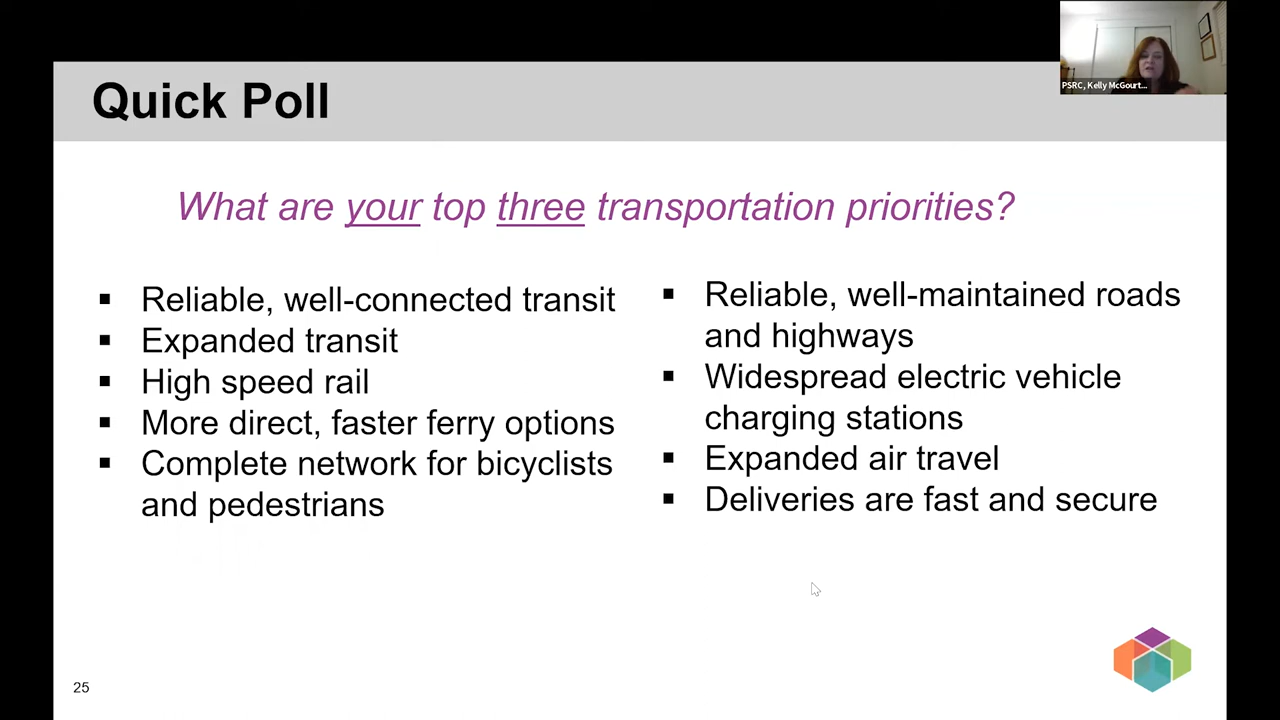 PSRC, Kelly McGourt...
Quick Poll
What are your top three transportation priorities?
▪ Reliable, well-connected transit
▪ Expanded transit
▪ High speed rail
▪ More direct, faster ferry options
▪ Complete network for bicyclists
and pedestrians
▪ Reliable, well-maintained roads
and highways
▪ Widespread electric vehicle
charging stations
▪ Expanded air travel
▪ Deliveries are fast and secure
25